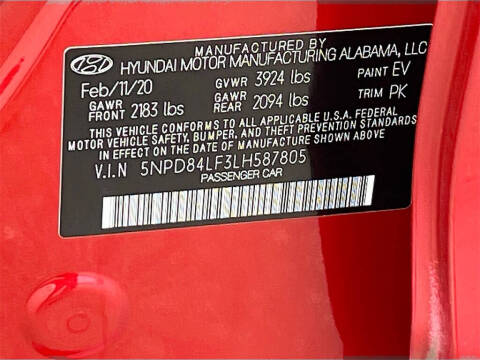 MANUFACTURED BY
HYUNDAI MOTOR MANUFACTURING ALABAMA, LLC
Feb/11/20 GVWR 3924 lbs PAINT EV
GAWR FRONT 2183 lbs GAWR REAR 2094 lbs TRIM PK
THIS VEHICLE CONFORMS TO ALL APPLICABLE U.S.A. FEDERAL
MOTOR VEHICLE SAFETY, BUMPER, AND THEFT PREVENTION STANDARDS
IN EFFECT ON THE DATE OF MANUFACTURE SHOWN ABOVE.
V.I.N 5NPD84LF3LH587805
PASSENGER CAR